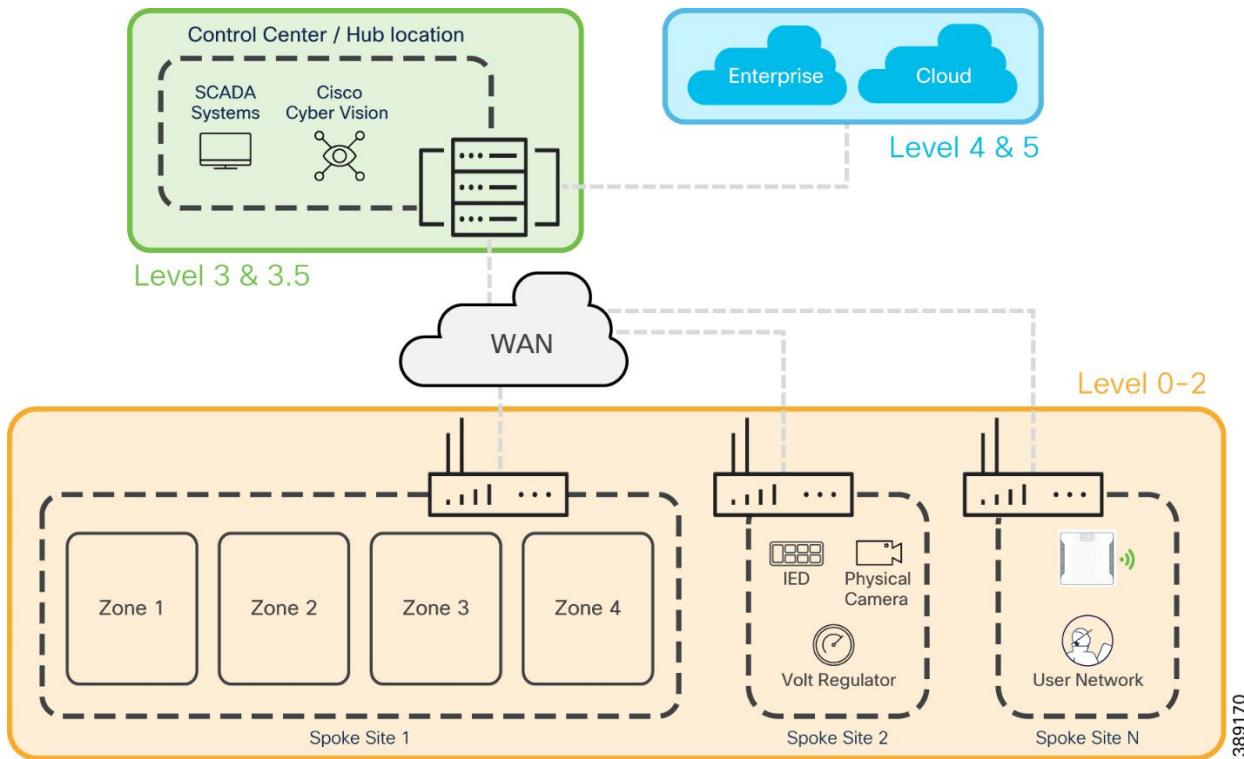 Control Center / Hub location
SCADA
Systems
Cisco
Cyber Vision
Enterprise
Cloud
Level 4 & 5
Level 3 & 3.5
WAN
Level 0-2
Zone 1
Zone 2
Zone 3
Zone 4
IED
Physical
Camera
Volt Regulator
User Network
Spoke Site 1
Spoke Site 2
Spoke Site N
389170